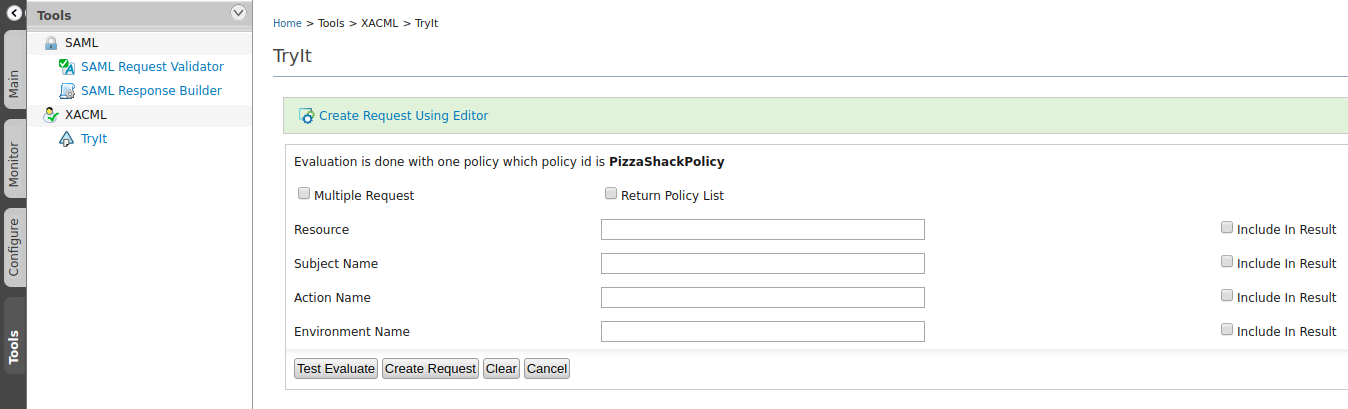 Main
Monitor
Configure
Tools
Tools
SAML
SAML Request Validator
SAML Response Builder
XACML
TryIt
Home > Tools > XACML > TryIt
TryIt
Create Request Using Editor
Evaluation is done with one policy which policy id is PizzaShackPolicy
Multiple Request Return Policy List
Resource Include In Result
Subject Name Include In Result
Action Name Include In Result
Environment Name Include In Result
Test Evaluate Create Request Clear Cancel